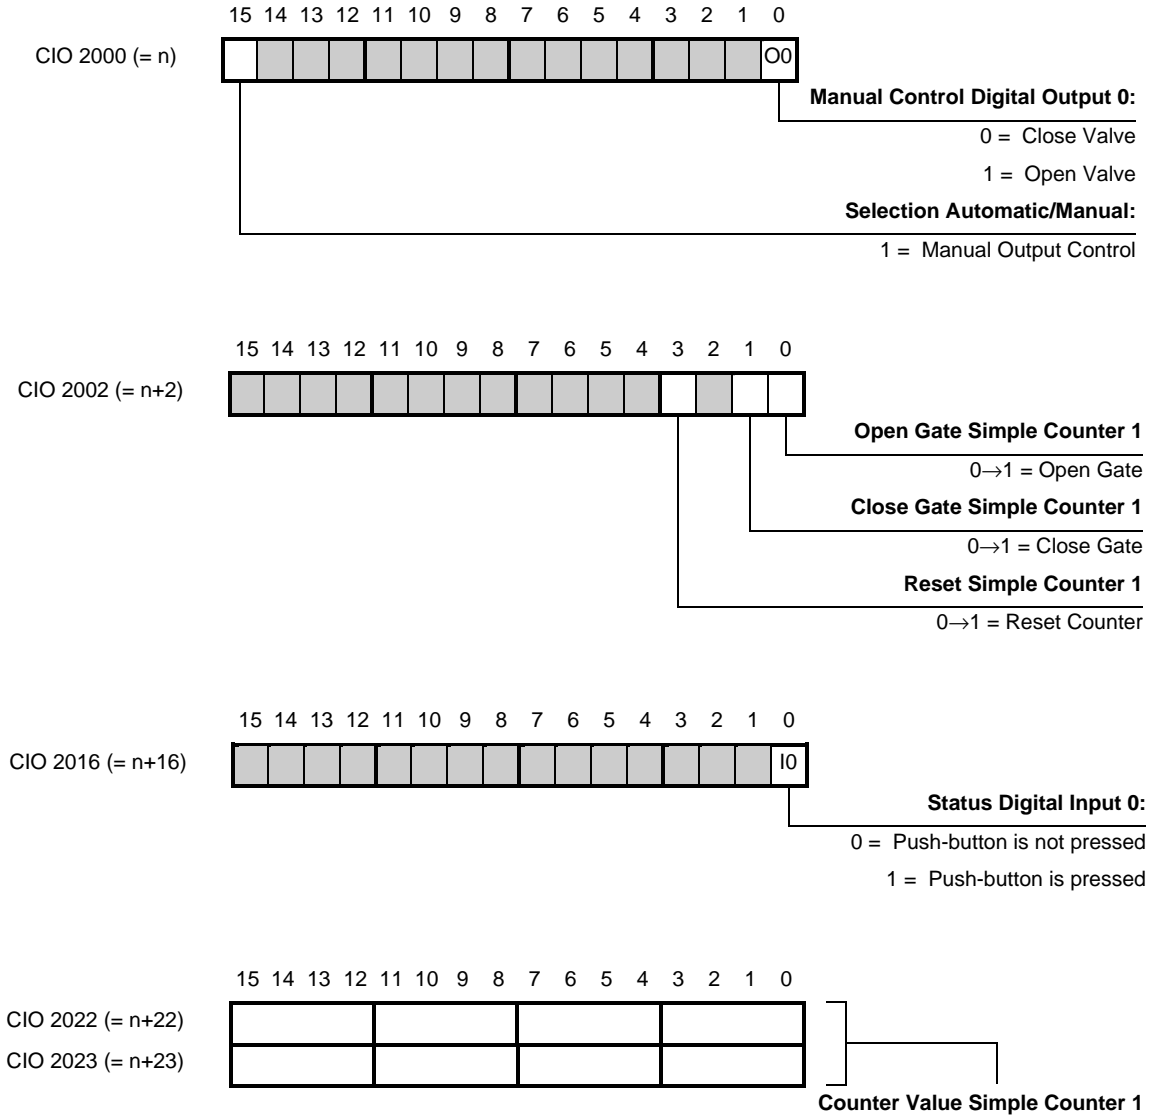 15 14 13 12 11 10 9 8 7 6 5 4 3 2 1 0
CIO 2000 (= n)
O0
Manual Control Digital Output 0:
0 = Close Valve
1 = Open Valve
Selection Automatic/Manual:
1 = Manual Output Control
15 14 13 12 11 10 9 8 7 6 5 4 3 2 1 0
CIO 2002 (= n+2)
Open Gate Simple Counter 1
0→1 = Open Gate
Close Gate Simple Counter 1
0→1 = Close Gate
Reset Simple Counter 1
0→1 = Reset Counter
15 14 13 12 11 10 9 8 7 6 5 4 3 2 1 0
CIO 2016 (= n+16)
I0
Status Digital Input 0:
0 = Push-button is not pressed
1 = Push-button is pressed
15 14 13 12 11 10 9 8 7 6 5 4 3 2 1 0
CIO 2022 (= n+22)
CIO 2023 (= n+23)
Counter Value Simple Counter 1